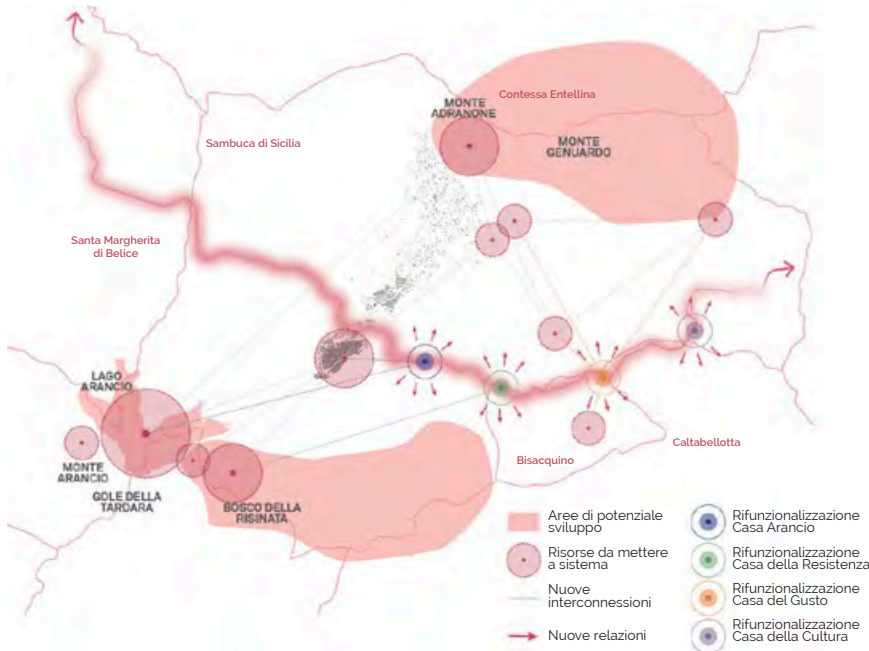 Contessa Entellina
MONTE
ADRANONE
Sambuca di Sicilia
MONTE
GENUARDO
Santa Margherita
di Belice
LAGO
ARANCIO
MONTE
ARANCIO
GOLE DELLA
TARDARA
BOSCO DELLA
RISINATA
Bisacquino
Caltabellotta
Aree di potenziale
sviluppo
Risorse da mettere
a sistema
Nuove
interconnessioni
Nuove relazioni
Rifunzionalizzazione
Casa Arancio
Rifunzionalizzazione
Casa della Resistenza
Rifunzionalizzazione
Casa del Gusto
Rifunzionalizzazione
Casa della Cultura